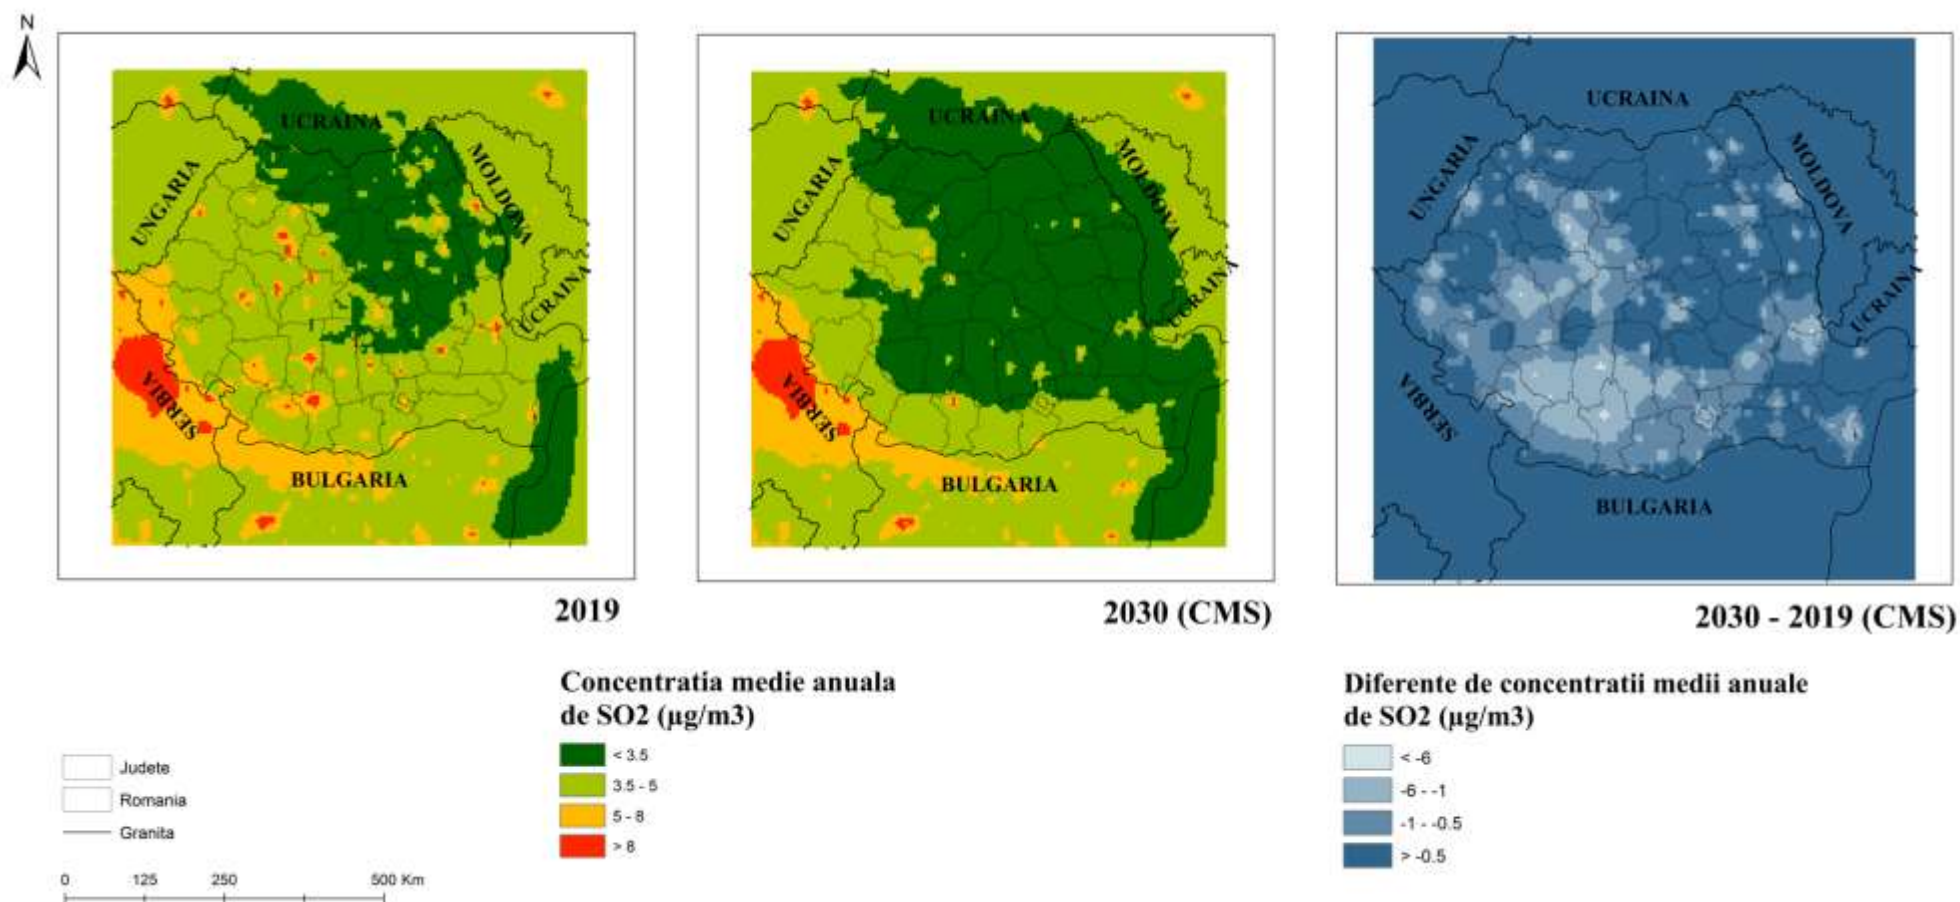 N
UCRAINA
UNGARIA
MOLDOVA
UCRAINA
SERBIA
BULGARIA
2019
UCRAINA
UNGARIA
MOLDOVA
UCRAINA
SERBIA
BULGARIA
2030 (CMS)
UCRAINA
UNGARIA
MOLDOVA
UCRAINA
SERBIA
BULGARIA
2030 - 2019 (CMS)
Judete
Romania
Granita
0 125 250 500 Km
Concentratia medie anuala
de SO2 (µg/m3)
< 3.5
3.5 - 5
5 - 8
> 8
Diferente de concentratii medii anuale
de SO2 (µg/m3)
< -6
-6 - -1
-1 - -0.5
> -0.5